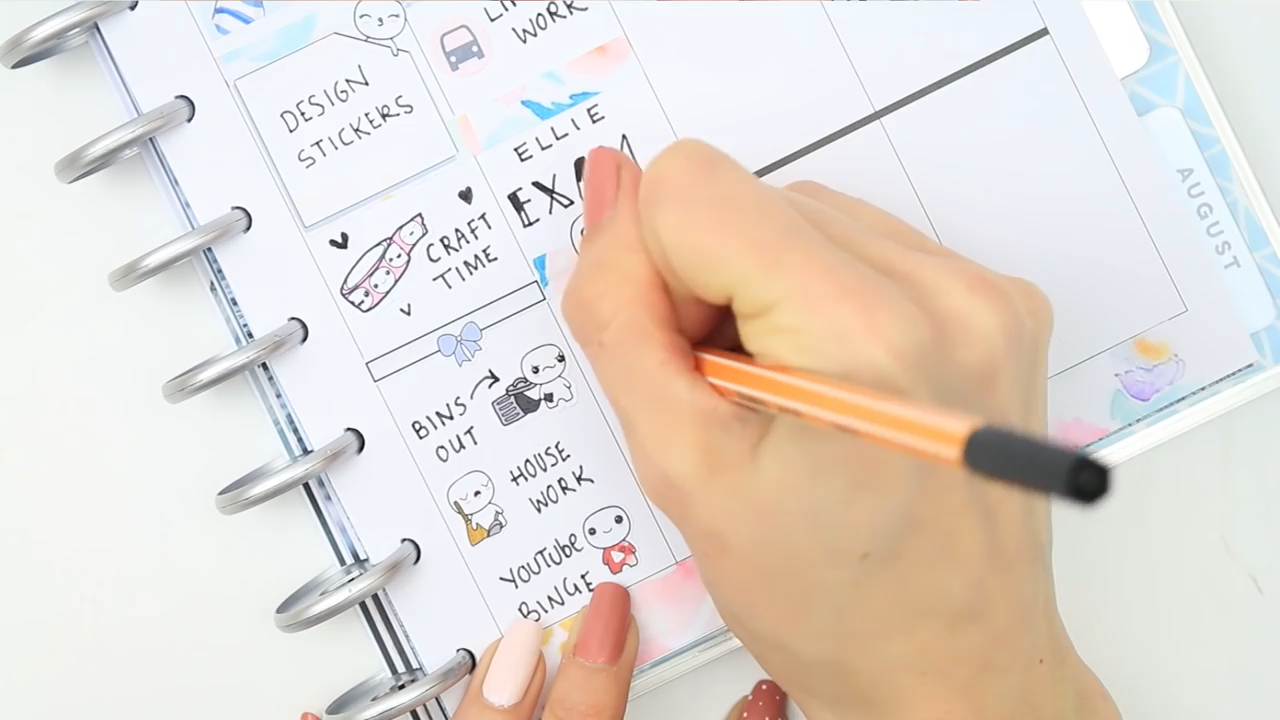 DESIGN
STICKERS
CRAFT
TIME
BINS
OUT
HOUSE
WORK
YOUTUBE
BINGE
WORK
ELLIE
AUGUST